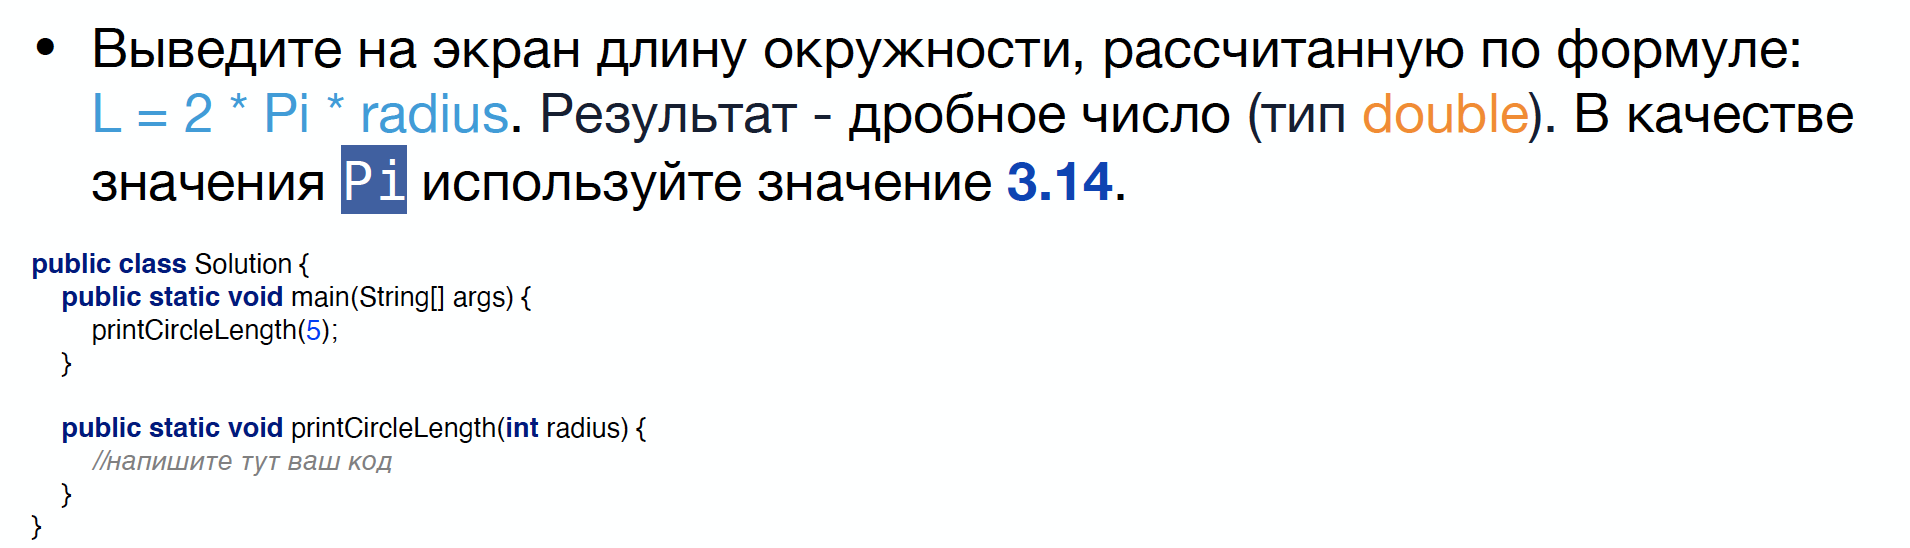 • Выведите на экран длину окружности, рассчитанную по формуле:
L = 2 * Pi * radius. Результат - дробное число (тип double). В качестве
значения Pi используйте значение 3.14.
public class Solution {
public static void main(String[] args) {
printCircleLength(5);
}
public static void printCircleLength(int radius) {
//напишите тут ваш код
}
}